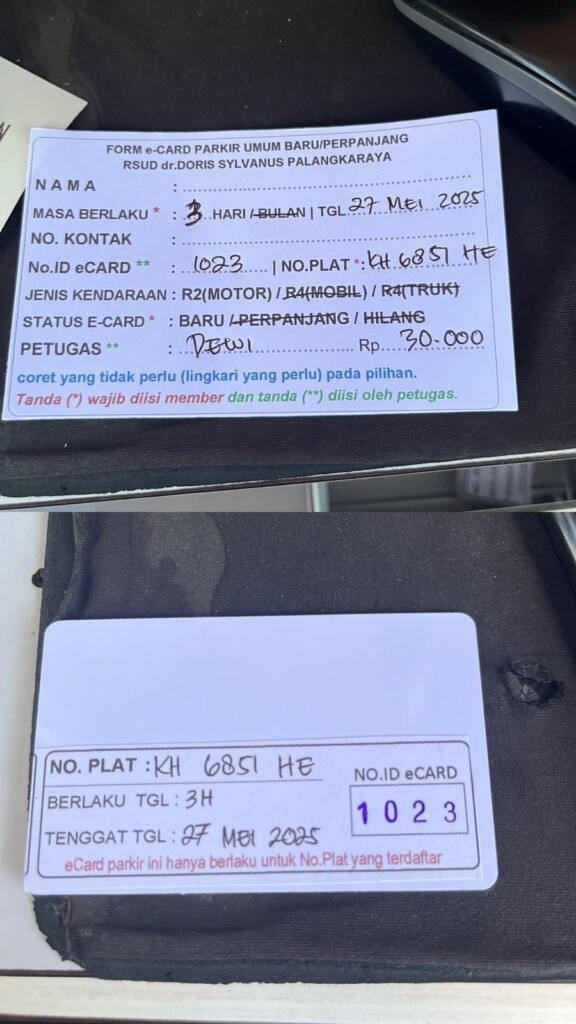 FORM e-CARD PARKIR UMUM BARU/PERPANJANG
RSUD dr.DORIS SYLVANUS PALANGKARAYA
NAMA :
MASA BERLAKU * : 3 HARI / BULAN | TGL. 27 MEI 2025
NO. KONTAK :
No.ID eCARD ** : 1023 | NO.PLAT *: KH 6851 HE
JENIS KENDARAAN : R2(MOTOR) / R4(MOBIL) / R4(TRUK)
STATUS E-CARD * : BARU / PERPANJANG / HILANG
PETUGAS ** : DEWI Rp. 30.000
coret yang tidak perlu (lingkari yang perlu) pada pilihan.
Tanda (*) wajib diisi member dan tanda (**) diisi oleh petugas.
NO. PLAT : KH 6851 HE
NO.ID eCARD
BERLAKU TGL : 3H
1023
TENGGAT TGL : 27 MEI 2025
eCard parkir ini hanya berlaku untuk No.Plat yang terdaftar